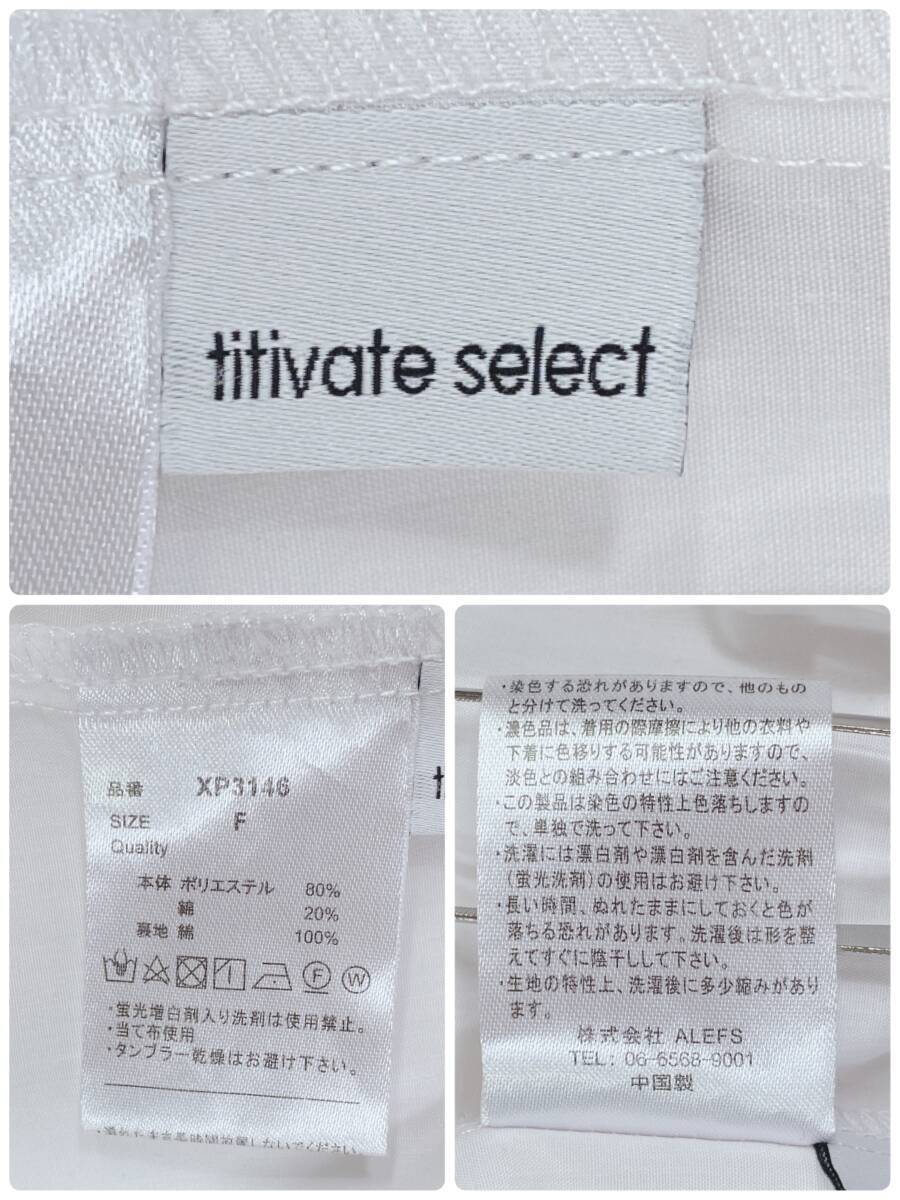 titivate select
品番 XP3146
SIZE F
Quality
本体 ポリエステル 80%
綿 20%
裏地 綿 100%
F W
・蛍光増白剤入り洗剤は使用禁止。
・当て布使用
・タンブラー乾燥はお避け下さい。
・染色する恐れがありますので、他のもの
と分けて洗ってください。
・濃色品は、着用の際摩擦により他の衣料や
下着に色移りする可能性がありますので、
淡色との組み合わせにはご注意ください。
・この製品は染色の特性上色落ちしますの
で、単独で洗って下さい。
・洗濯には漂白剤や漂白剤を含んだ洗剤
(蛍光洗剤)の使用はお避け下さい。
・長い時間、ぬれたままにしておくと色が
落ちる恐れがあります。洗濯後は形を整
えてすぐに陰干しして下さい。
・生地の特性上、洗濯後に多少縮みがあり
ます。
株式会社 ALEFS
TEL: 06-6568-9001
中国製